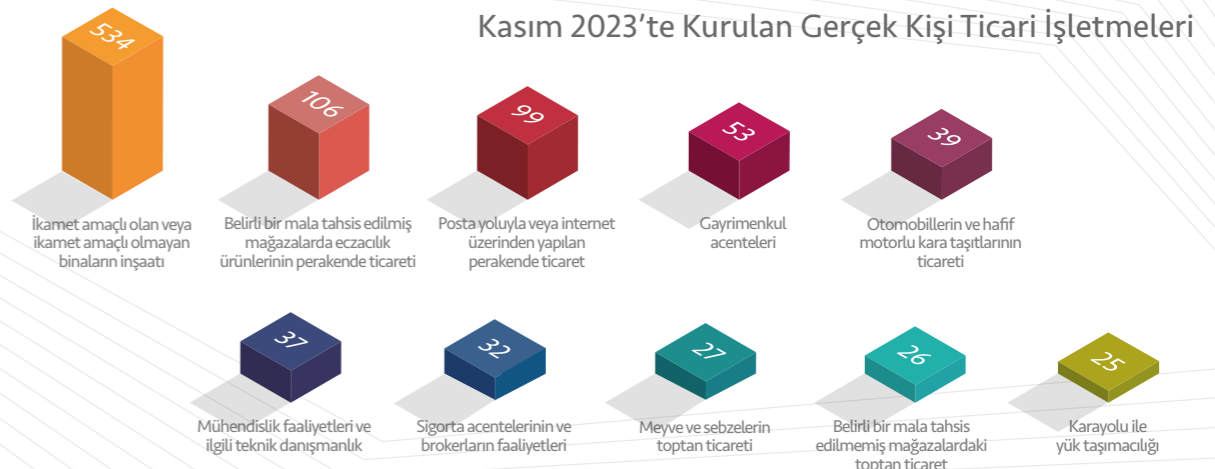 Kasım 2023’te Kurulan Gerçek Kişi Ticari İşletmeleri
534
İkamet amaçlı olan veya
ikamet amaçlı olmayan
binaların inşaatı
106
Belirli bir mala tahsis edilmiş
mağazalarda eczacılık
ürünlerinin perakende ticareti
99
Posta yoluyla veya internet
üzerinden yapılan
perakende ticaret
53
Gayrimenkul
acenteleri
39
Otomobillerin ve hafif
motorlu kara taşıtlarının
ticareti
37
Mühendislik faaliyetleri ve
ilgili teknik danışmanlık
32
Sigorta acentelerinin ve
brokerların faaliyetleri
27
Meyve ve sebzelerin
toptan ticareti
26
Belirli bir mala tahsis
edilmemiş mağazalardaki
toptan ticaret
25
Karayolu ile
yük taşımacılığı